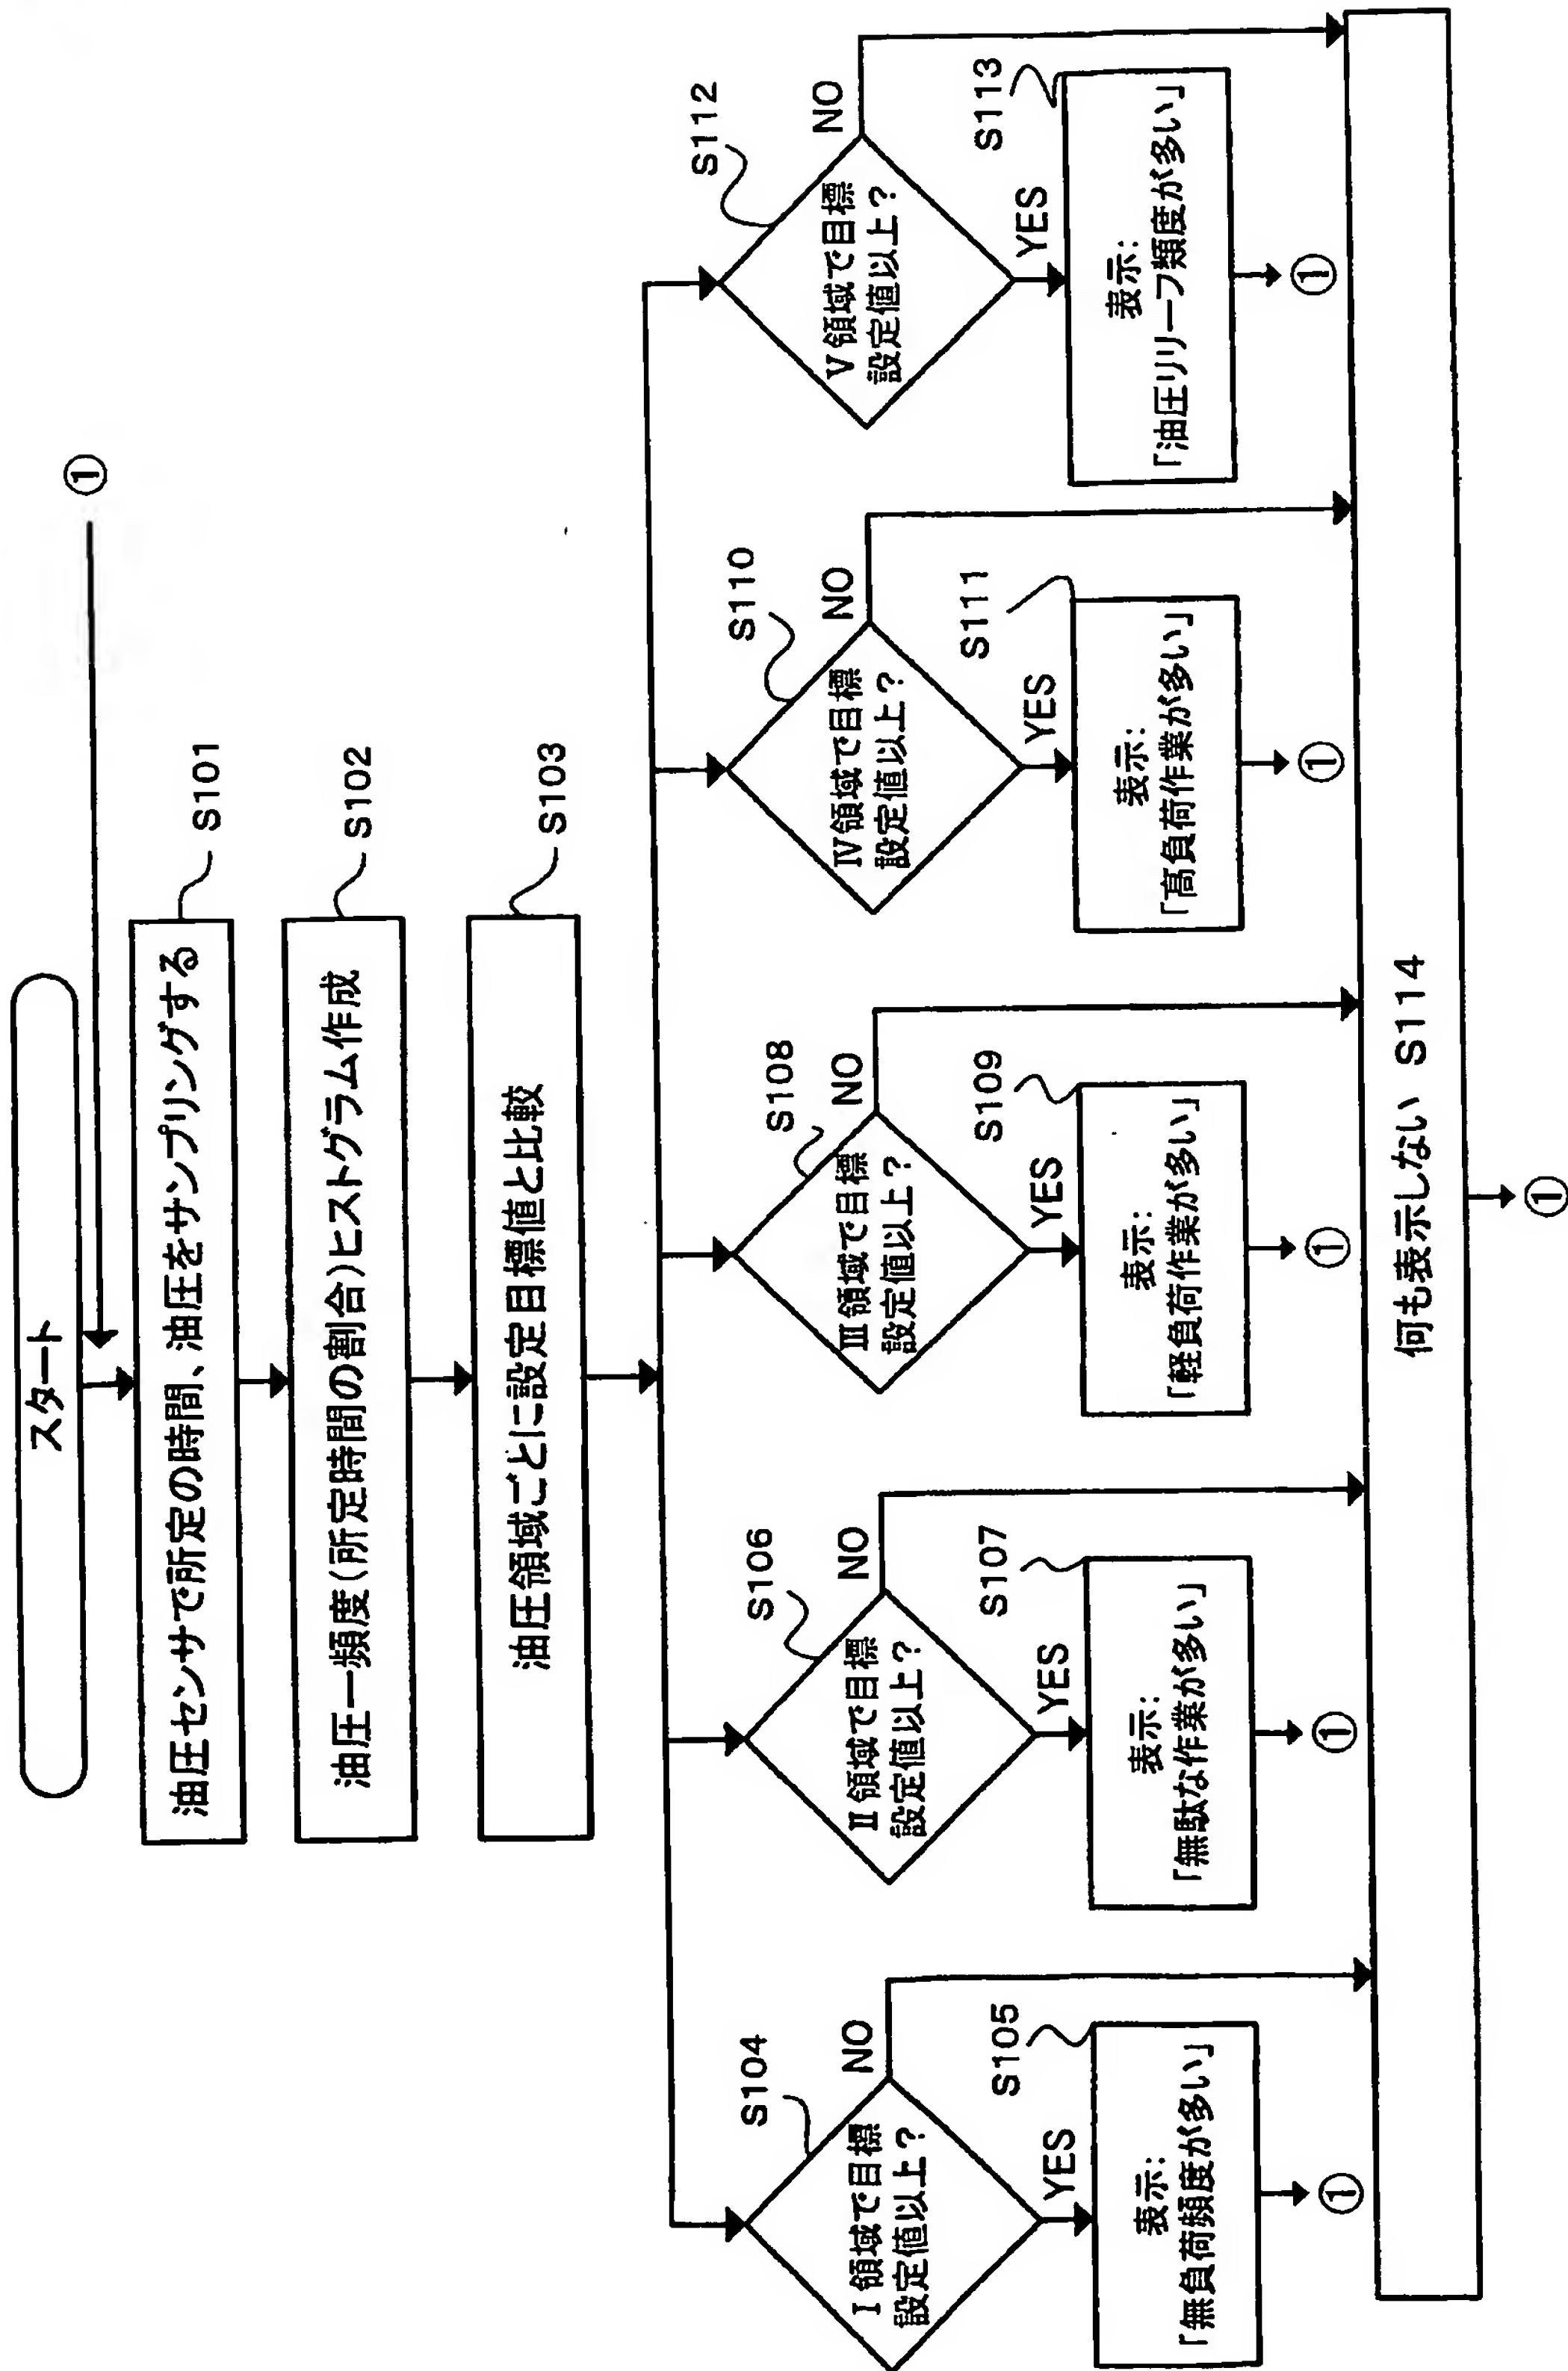 スタート
①
油圧センサで所定の時間、油圧をサンプリングする
S101
油圧ー頻度(所定時間の割合)ヒストグラム作成
S102
油圧領域ごとに設定目標値と比較
S103
I 領域で目標
設定値以上?
S104
NO
YES
表示:
「無負荷頻度が多い」
S105
①
II 領域で目標
設定値以上?
S106
NO
YES
表示:
「無駄な作業が多い」
S107
①
III 領域で目標
設定値以上?
S108
NO
YES
表示:
「軽負荷作業が多い」
S109
①
IV 領域で目標
設定値以上?
S110
NO
YES
表示:
「高負荷作業が多い」
S111
①
V 領域で目標
設定値以上?
S112
NO
YES
表示:
「油圧リリーフ類度が多い」
S113
①
何も表示しない S114
①